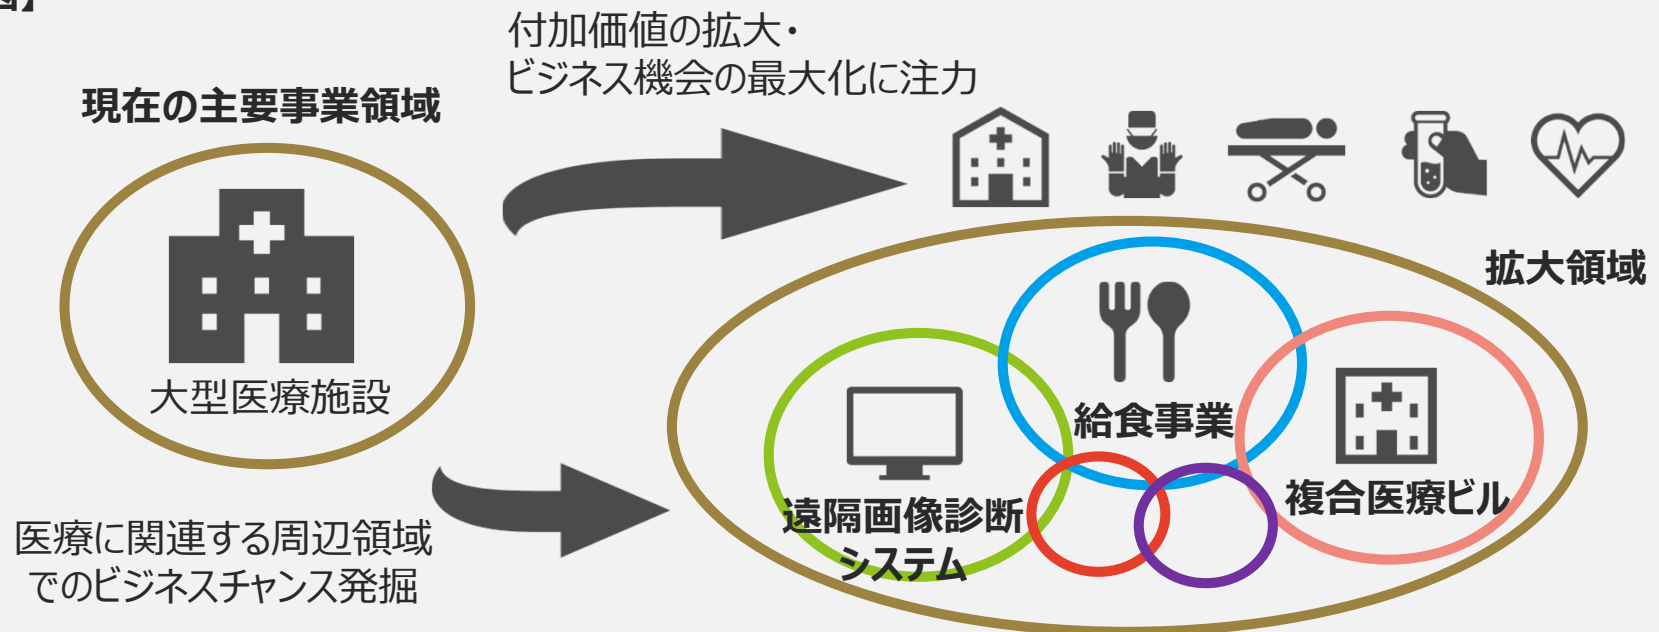 付加価値の拡大・
ビジネス機会の最大化に注力
現在の主要事業領域
大型医療施設
医療に関連する周辺領域
でのビジネスチャンス発掘
拡大領域
給食事業
遠隔画像診断
システム
複合医療ビル